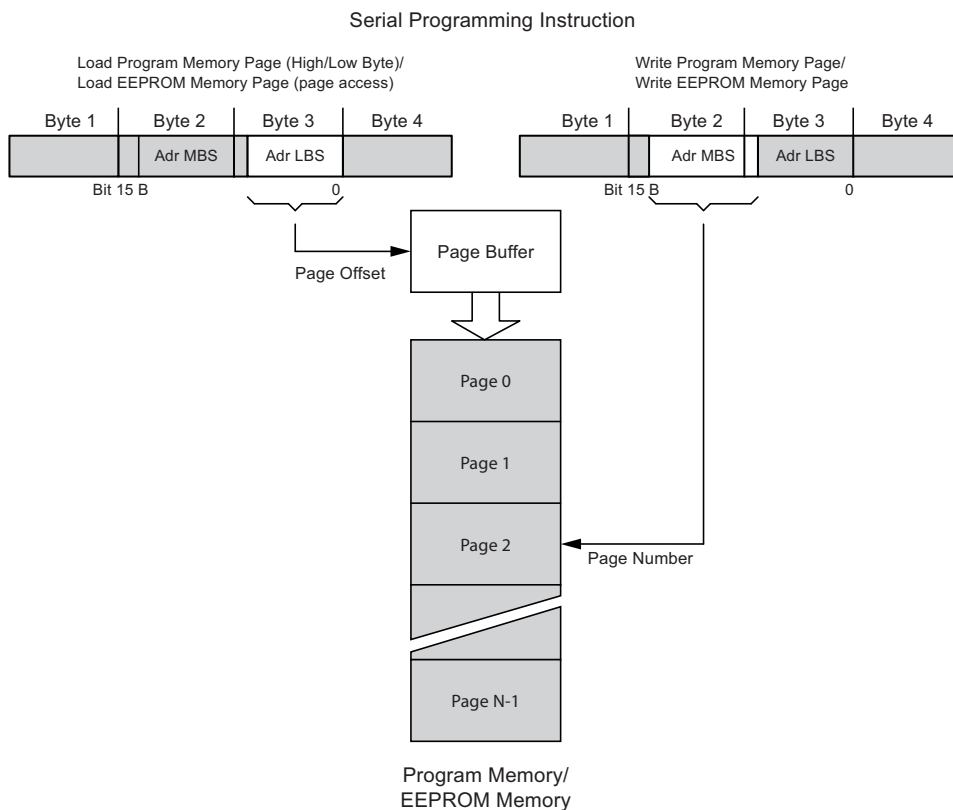 Serial Programming Instruction
Load Program Memory Page (High/Low Byte)/
Load EEPROM Memory Page (page access)
Write Program Memory Page/
Write EEPROM Memory Page
Byte 1 Byte 2 Byte 3 Byte 4
Byte 1 Byte 2 Byte 3 Byte 4
Adr MBS Adr LBS
Adr MBS Adr LBS
Bit 15 B 0
Bit 15 B 0
Page Buffer
Page Offset
Page 0
Page 1
Page 2
Page Number
Page N-1
Program Memory/
EEPROM Memory